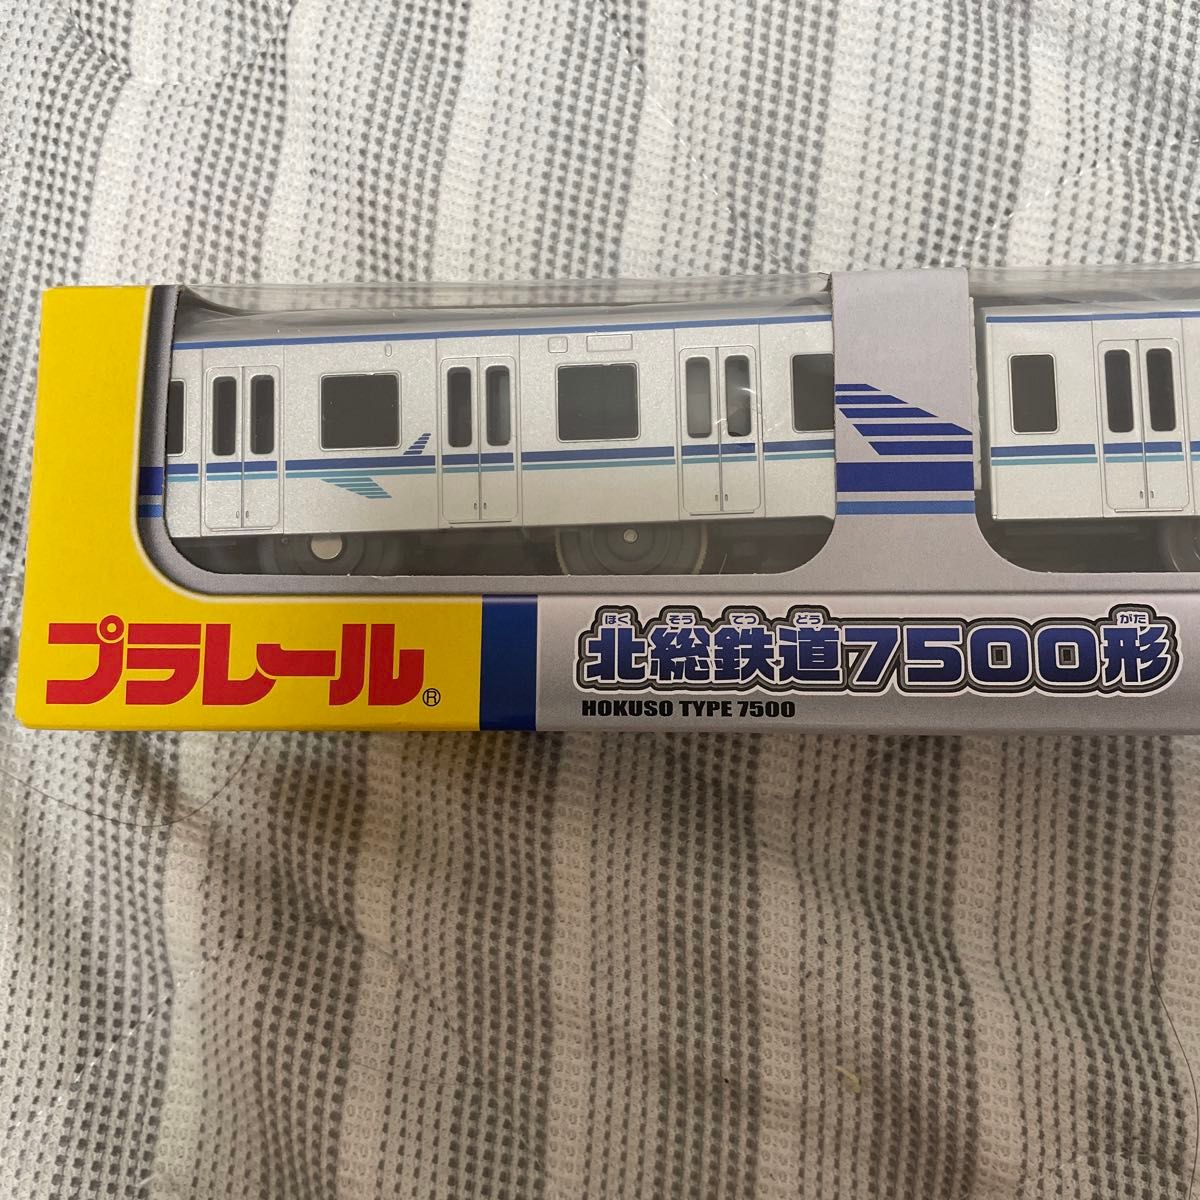 プラレール®
ほく そう てつ どう がた
北総鉄道7500形
HOKUSO TYPE 7500